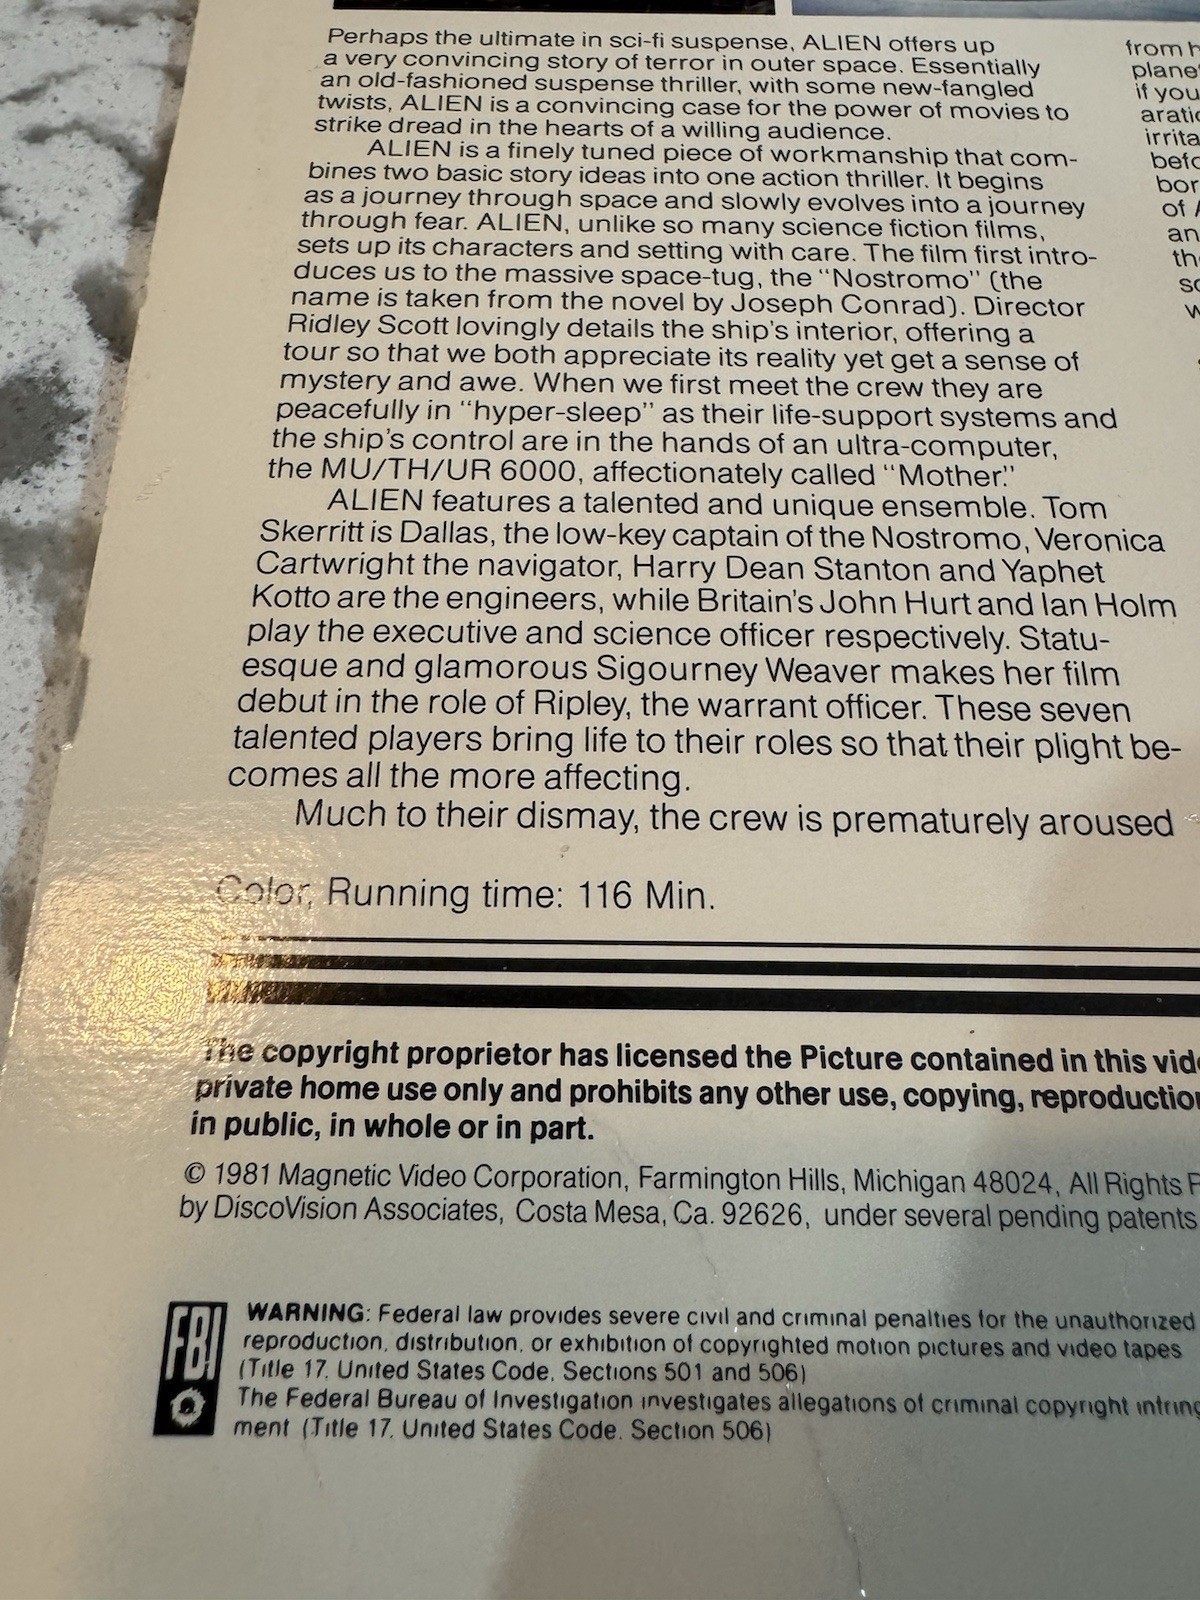 Perhaps the ultimate in sci-fi suspense, ALIEN offers up
a very convincing story of terror in outer space. Essentially
an old-fashioned suspense thriller, with some new-fangled
twists, ALIEN is a convincing case for the power of movies to
strike dread in the hearts of a willing audience.
ALIEN is a finely tuned piece of workmanship that com-
bines two basic story ideas into one action thriller. It begins
as a journey through space and slowly evolves into a journey
through fear. ALIEN, unlike so many science fiction films,
sets up its characters and setting with care. The film first intro-
duces us to the massive space-tug, the "Nostromo" (the
name is taken from the novel by Joseph Conrad). Director
Ridley Scott lovingly details the ship's interior, offering a
tour so that we both appreciate its reality yet get a sense of
mystery and awe. When we first meet the crew they are
peacefully in "hyper-sleep" as their life-support systems and
the ship's control are in the hands of an ultra-computer,
the MU/TH/UR 6000, affectionately called "Mother."
ALIEN features a talented and unique ensemble. Tom
Skerritt is Dallas, the low-key captain of the Nostromo, Veronica
Cartwright the navigator, Harry Dean Stanton and Yaphet
Kotto are the engineers, while Britain's John Hurt and Ian Holm
play the executive and science officer respectively. Statu-
esque and glamorous Sigourney Weaver makes her film
debut in the role of Ripley, the warrant officer. These seven
talented players bring life to their roles so that their plight be-
comes all the more affecting.
Much to their dismay, the crew is prematurely aroused
from
if you
of
an
Color, Running time: 116 Min.
The copyright proprietor has licensed the Picture contained in this
private home use only and prohibits any other use, copying, reproduction
in public, in whole or in part.
© 1981 Magnetic Video Corporation, Farmington Hills, Michigan 48024, All Rights
by DiscoVision Associates, Costa Mesa, Ca. 92626, under several pending patents
FBI
WARNING: Federal law provides severe civil and criminal penalties for the unauthorized
reproduction, distribution, or exhibition of copyrighted motion pictures and video tapes
(Title 17, United States Code, Sections 501 and 506)
The Federal Bureau of Investigation investigates allegations of criminal copyright infring
ment (Title 17, United States Code, Section 506)